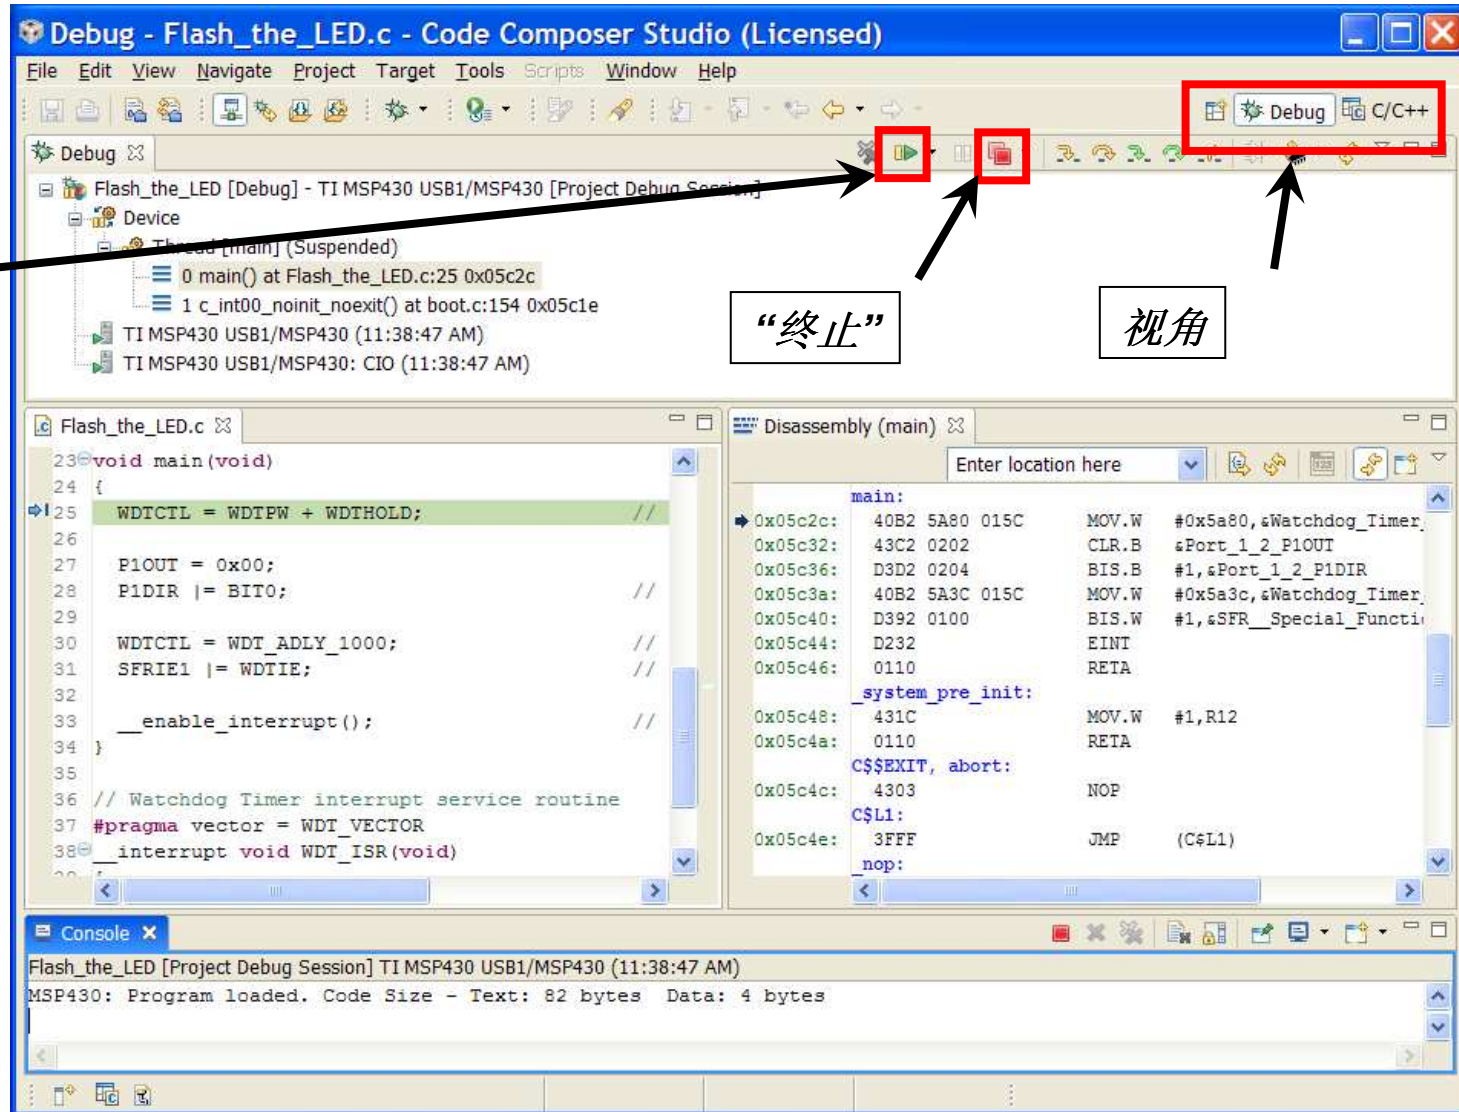 Debug - Flash_the_LED.c - Code Composer Studio (Licensed)
File Edit View Navigate Project Target Tools Scripts Window Help
Debug C/C++
Debug
Flash_the_LED [Debug] - TI MSP430 USB1/MSP430 [Project Debug Session]
Device
Thread [main] (Suspended)
0 main() at Flash_the_LED.c:25 0x05c2c
1 c_int00_noinit_noexit() at boot.c:154 0x05c1e
TI MSP430 USB1/MSP430 (11:38:47 AM)
TI MSP430 USB1/MSP430: CIO (11:38:47 AM)
“终止”
视角
Flash_the_LED.c
23 void main(void)
24 {
25 WDTCTL = WDTPW + WDTHOLD; //
26
27 P1OUT = 0x00;
28 P1DIR |= BIT0; //
29
30 WDTCTL = WDT_ADLY_1000; //
31 SFRIE1 |= WDTIE; //
32
33 __enable_interrupt(); //
34 }
35
36 // Watchdog Timer interrupt service routine
37 #pragma vector = WDT_VECTOR
38 __interrupt void WDT_ISR(void)
Disassembly (main)
Enter location here
main:
0x05c2c: 40B2 5A80 015C MOV.W #0x5a80,&Watchdog_Timer_
0x05c32: 43C2 0202 CLR.B &Port_1_2_P1OUT
0x05c36: D3D2 0204 BIS.B #1,&Port_1_2_P1DIR
0x05c3a: 40B2 5A3C 015C MOV.W #0x5a3c,&Watchdog_Timer_
0x05c40: D392 0100 BIS.W #1,&SFR__Special_Functi
0x05c44: D232 EINT
0x05c46: 0110 RETA
_system_pre_init:
0x05c48: 431C MOV.W #1,R12
0x05c4a: 0110 RETA
C$$EXIT, abort:
0x05c4c: 4303 NOP
C$L1:
0x05c4e: 3FFF JMP (C$L1)
_nop:
Console
Flash_the_LED [Project Debug Session] TI MSP430 USB1/MSP430 (11:38:47 AM)
MSP430: Program loaded. Code Size - Text: 82 bytes Data: 4 bytes